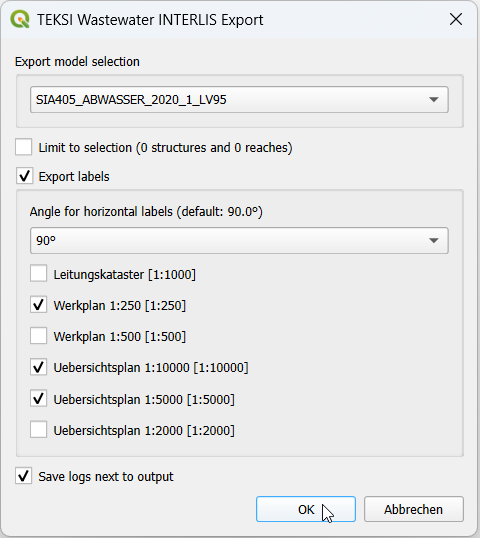 TEKSI Wastewater INTERLIS Export
Export model selection
SIA405_ABWASSER_2020_1_LV95
Limit to selection (0 structures and 0 reaches)
Export labels
Angle for horizontal labels (default: 90.0°)
90°
Leitungskataster [1:1000]
Werkplan 1:250 [1:250]
Werkplan 1:500 [1:500]
Uebersichtsplan 1:10000 [1:10000]
Uebersichtsplan 1:5000 [1:5000]
Uebersichtsplan 1:2000 [1:2000]
Save logs next to output
OK
Abbrechen